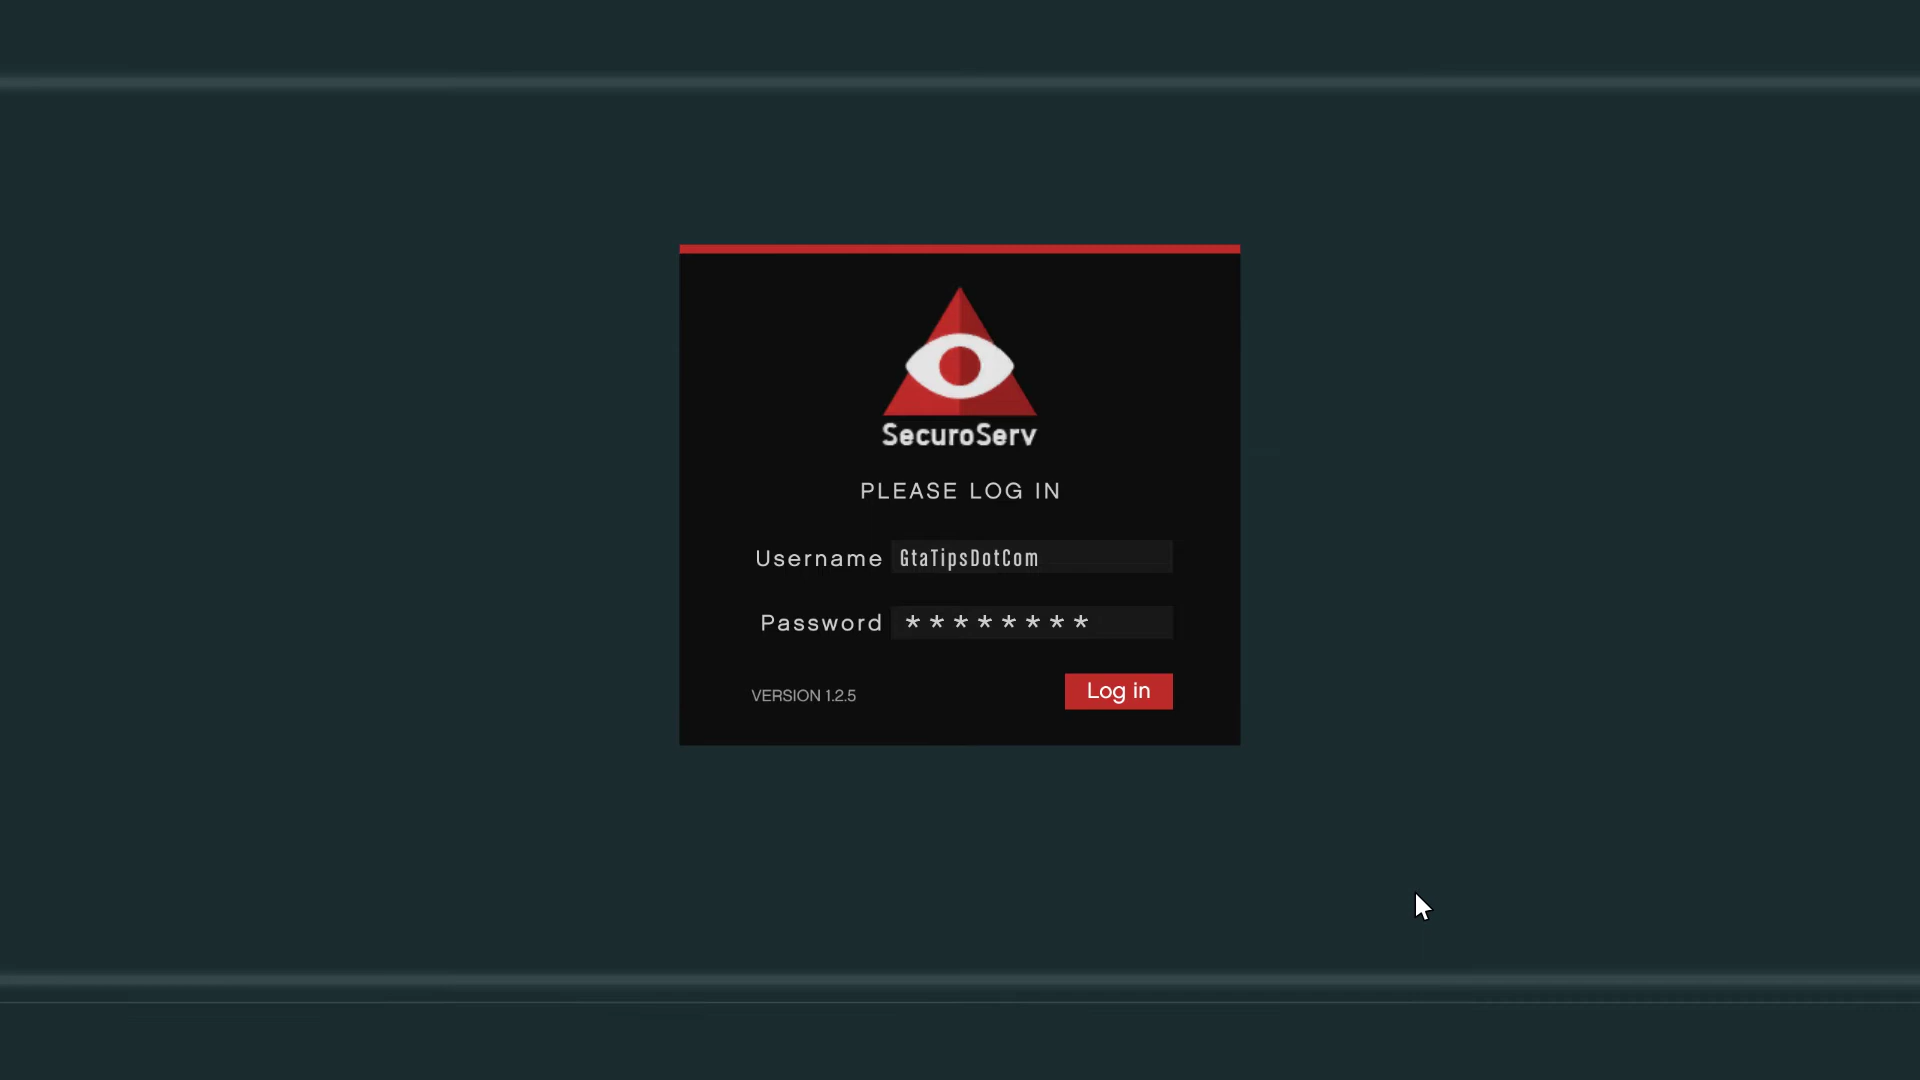 SecuroServ
PLEASE LOG IN
Username GtaTipsDotCom
Password ********
VERSION 1.2.5 Log in